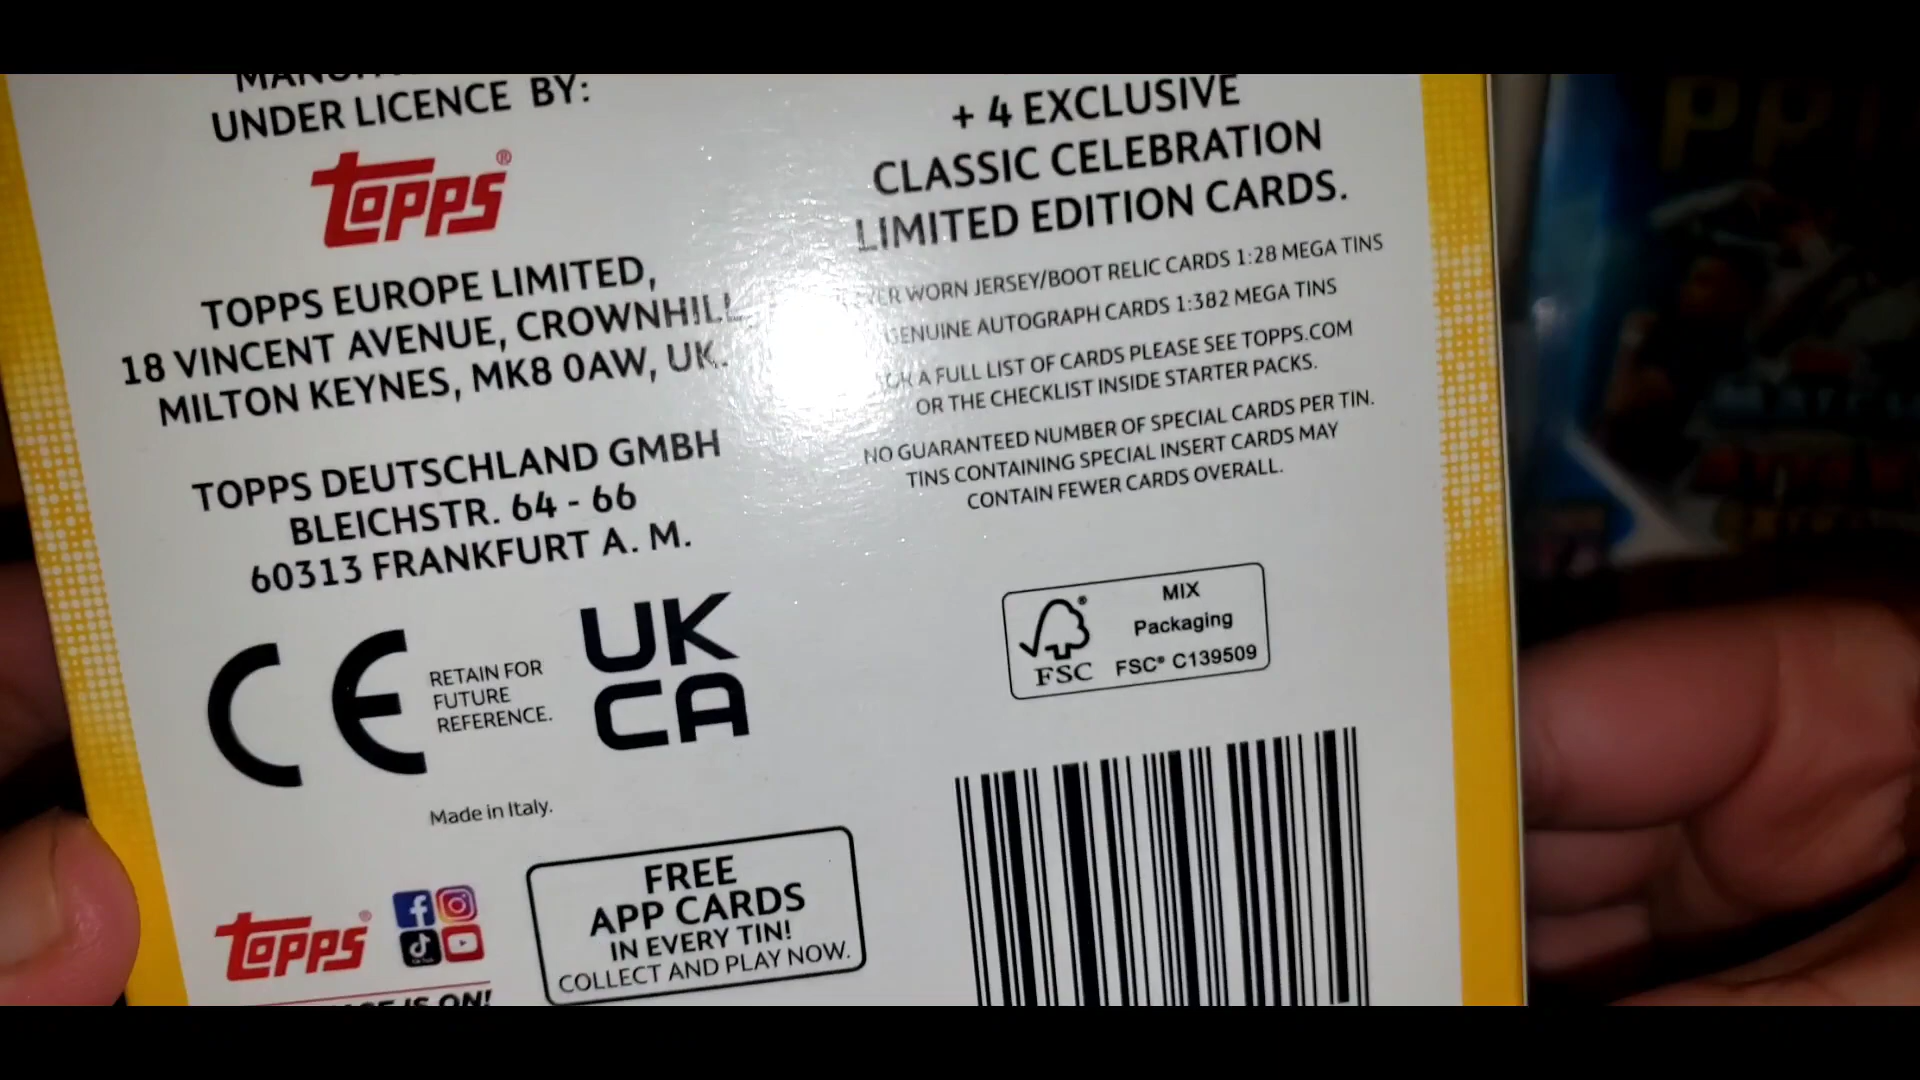 UNDER LICENCE BY:
TOPPS®
TOPPS EUROPE LIMITED,
18 VINCENT AVENUE, CROWNHILL,
MILTON KEYNES, MK8 0AW, UK.
TOPPS DEUTSCHLAND GMBH
BLEICHSTR. 64 - 66
60313 FRANKFURT A. M.
CE
RETAIN FOR
FUTURE
REFERENCE.
UK
CA
Made in Italy.
TOPPS®
IS ON!
FREE
APP CARDS
IN EVERY TIN!
COLLECT AND PLAY NOW.
+ 4 EXCLUSIVE
CLASSIC CELEBRATION
LIMITED EDITION CARDS.
WORN JERSEY/BOOT RELIC CARDS 1:28 MEGA TINS
GENUINE AUTOGRAPH CARDS 1:382 MEGA TINS
A FULL LIST OF CARDS PLEASE SEE TOPPS.COM
OR THE CHECKLIST INSIDE STARTER PACKS.
NO GUARANTEED NUMBER OF SPECIAL CARDS PER TIN.
TINS CONTAINING SPECIAL INSERT CARDS MAY
CONTAIN FEWER CARDS OVERALL.
FSC®
MIX
Packaging
FSC® C139509